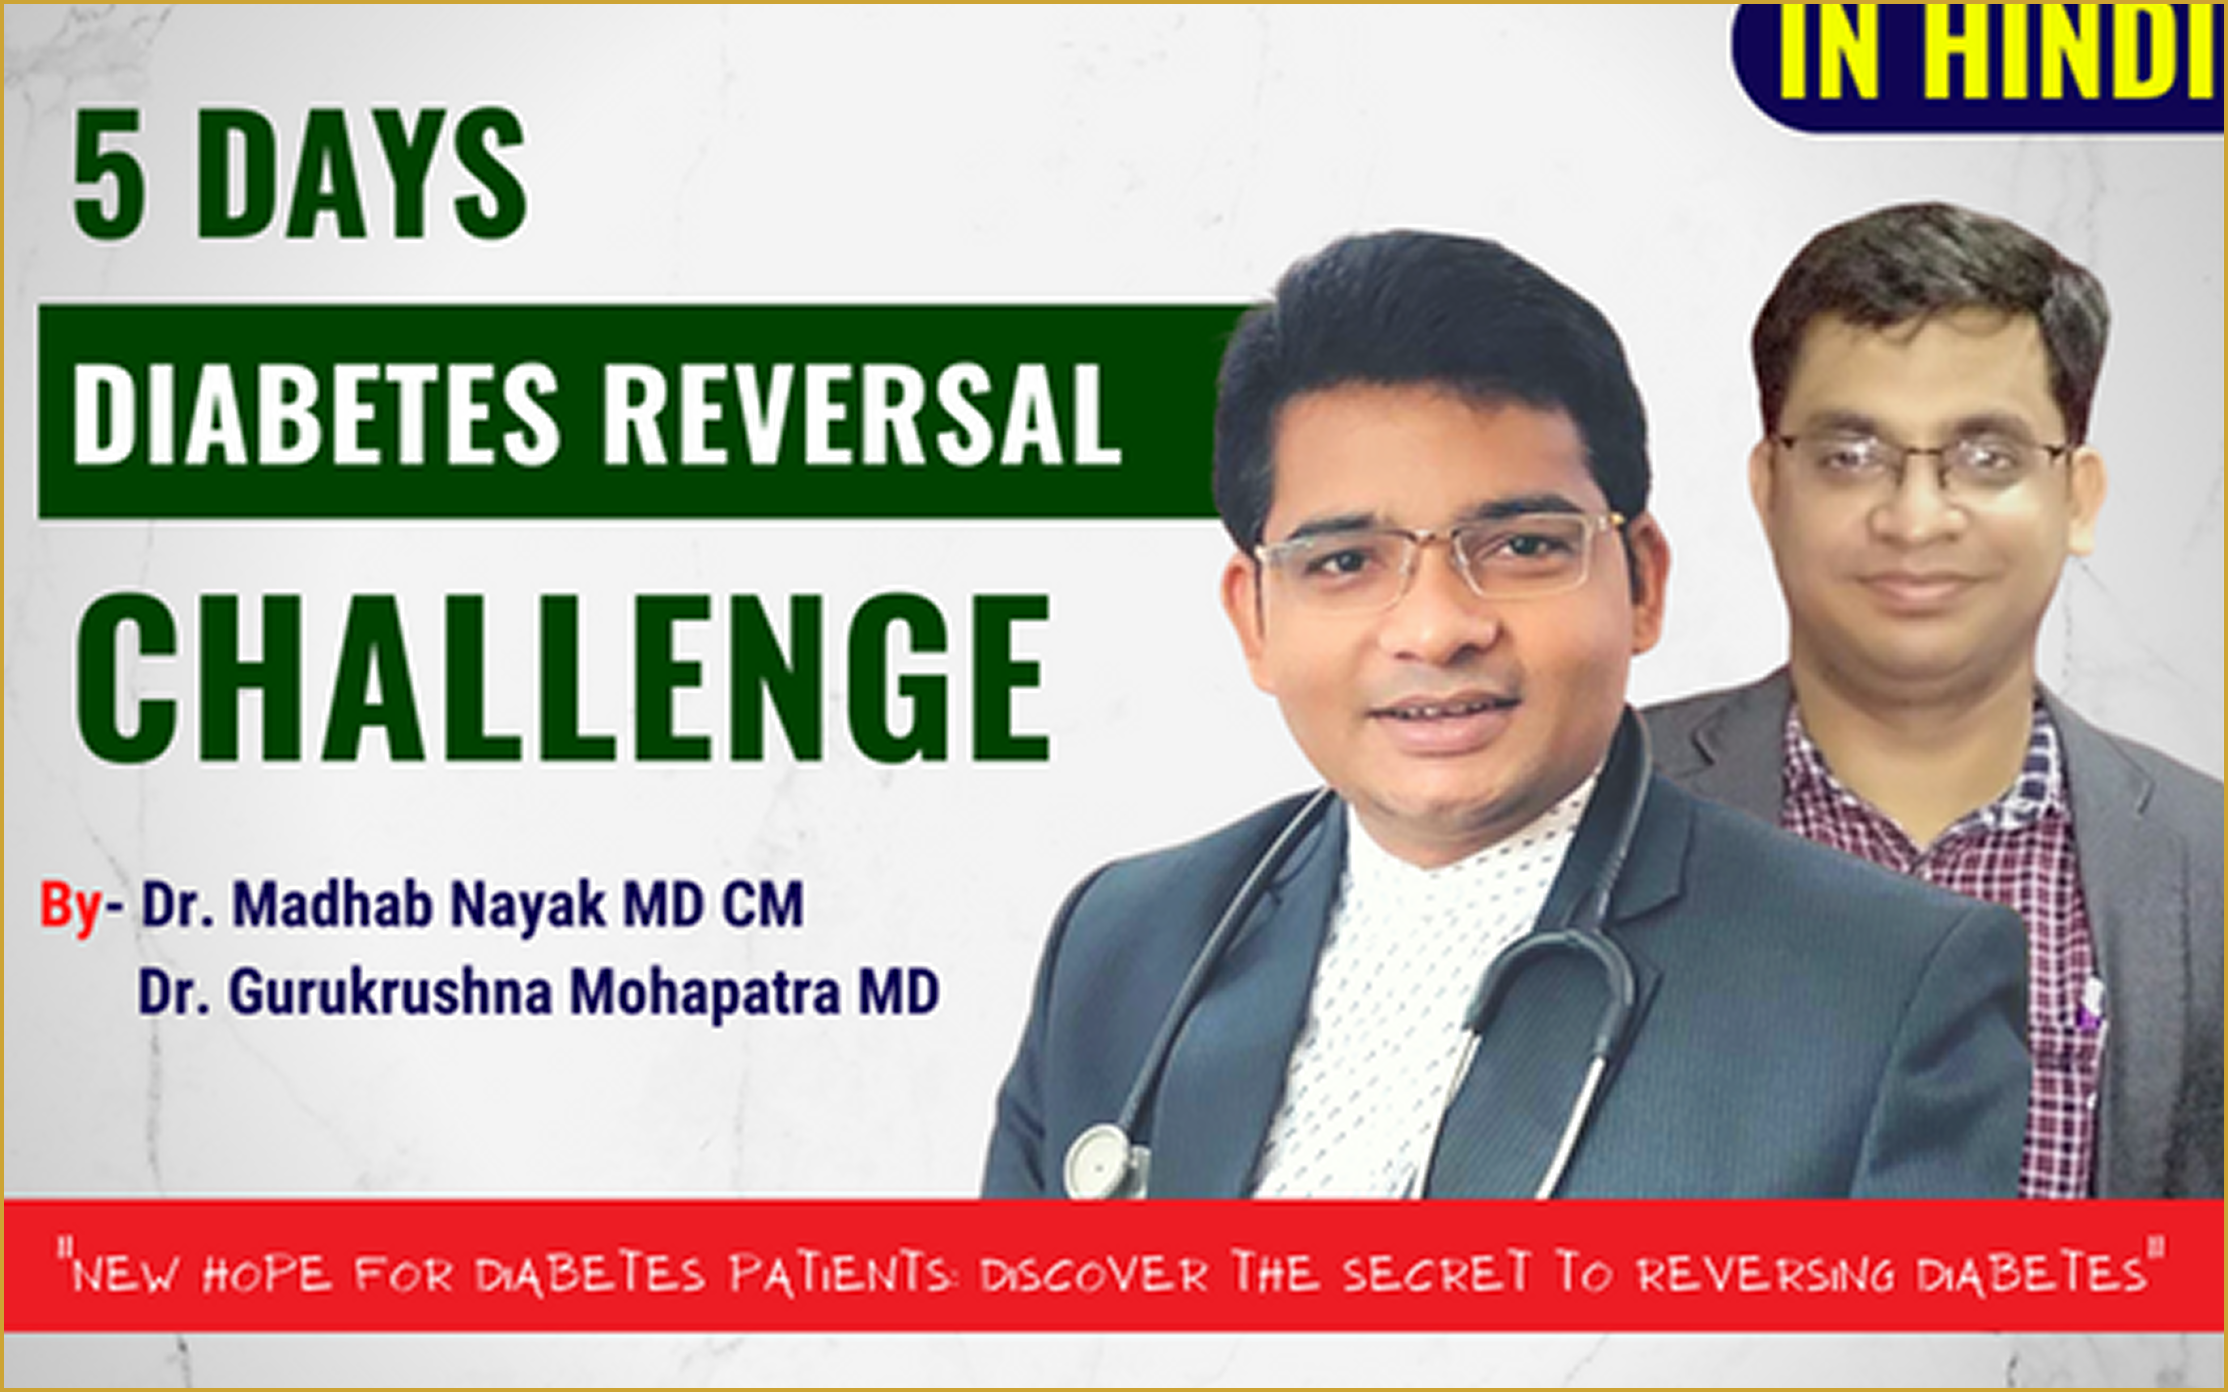 IN HINDI
5 DAYS
DIABETES REVERSAL
CHALLENGE
By- Dr. Madhab Nayak MD CM
Dr. Gurukrushna Mohapatra MD
"NEW HOPE FOR DIABETES PATIENTS: DISCOVER THE SECRET TO REVERSING DIABETES"